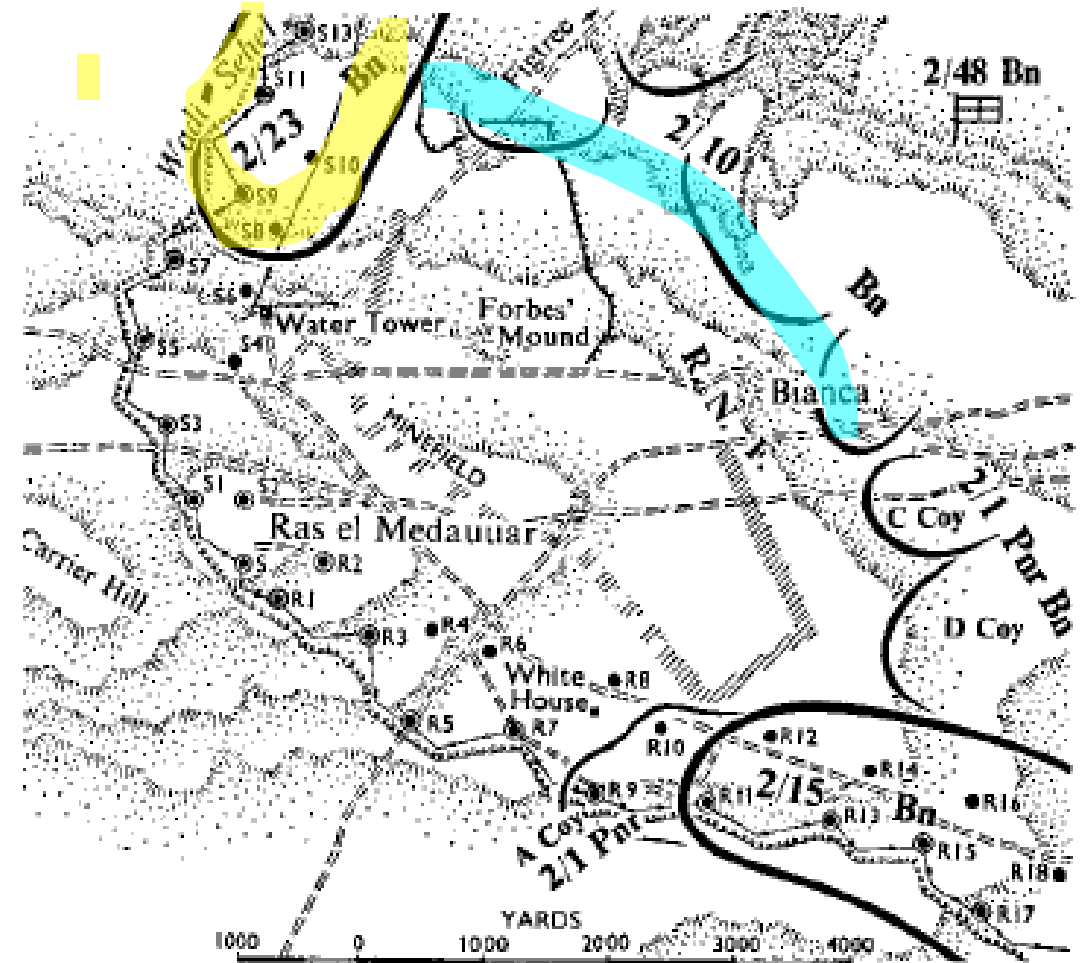 S13
Bn
S11
2/23
S10
S9
S8
S7
S6
S5
S4
S3
S1
S
Water Tower
Forbes'
Mound
2/10
Bn
2/48 Bn
R.N.F.
Bianca
MINEFIELD
Ras el Medauuar
Carrier Hill
R2
R1
R3
R4
R5
R6
R7
R8
White
House
C Coy
2/1 Pnr Bn
D Coy
R10
R9
A Coy
2/1 Pnr
R12
R11
2/15
Bn
R14
R13
R16
R15
R18
R17
YARDS
1000 0 1000 2000 3000 4000